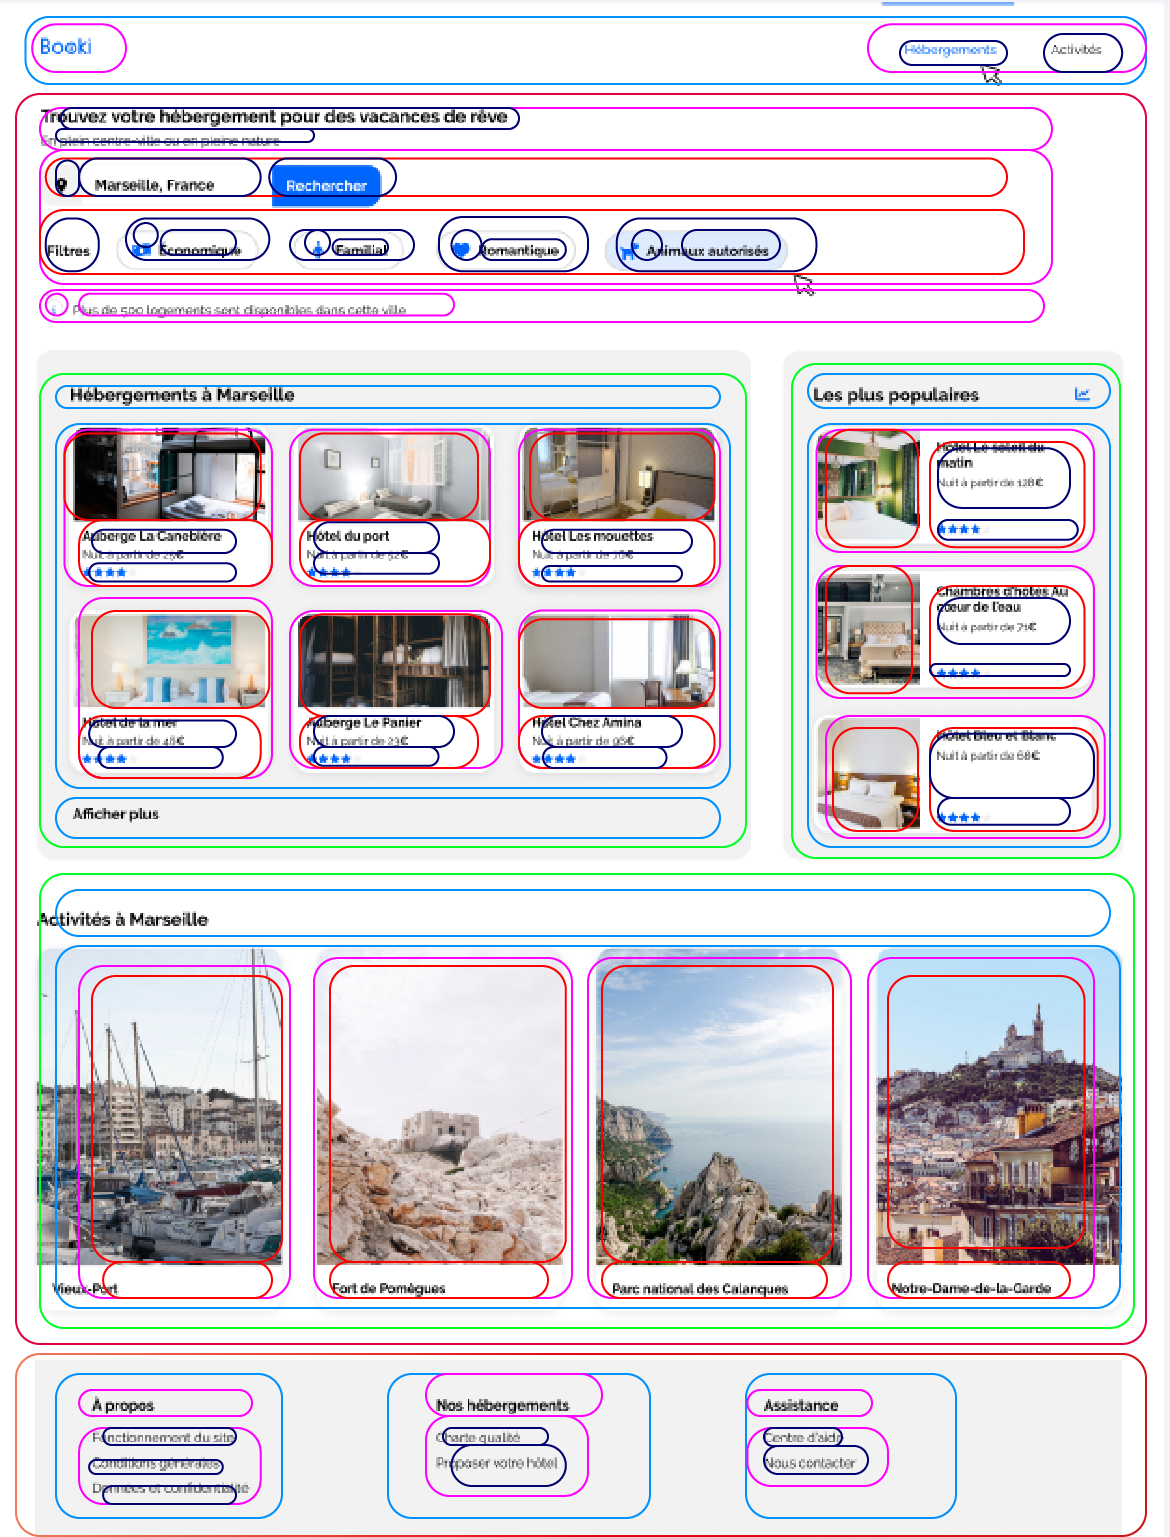 Booki
Hébergements
Activités
Trouvez votre hébergement pour des vacances de rêve
En plein centre-ville ou en pleine nature
Marseille, France
Rechercher
Filtres
Économique
Familial
Romantique
Animaux autorisés
Plus de 500 logements sont disponibles dans cette ville
Hébergements à Marseille
Auberge La Canebière
Nuit à partir de 25€
Hôtel du port
Nuit à partir de 52€
Hôtel Les mouettes
Nuit à partir de 76€
Hôtel de la mer
Nuit à partir de 46€
Auberge Le Panier
Nuit à partir de 23€
Hôtel Chez Amina
Nuit à partir de 96€
Afficher plus
Les plus populaires
Hôtel Le soleil du
matin
Nuit à partir de 128€
Chambres d'hôtes Au
cœur de l'eau
Nuit à partir de 71€
Hôtel Bleu et Blanc
Nuit à partir de 68€
Activités à Marseille
Vieux-Port
Fort de Pomègues
Parc national des Calanques
Notre-Dame-de-la-Garde
À propos
Fonctionnement du site
Conditions générales
Données et confidentialité
Nos hébergements
Charte qualité
Proposer votre hôtel
Assistance
Centre d'aide
Nous contacter